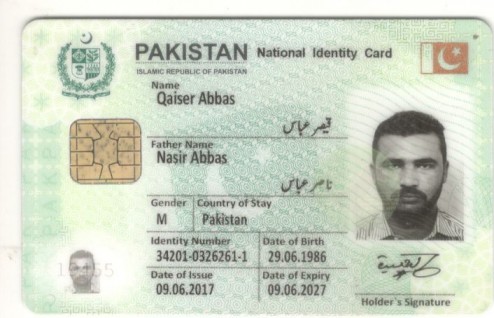 PAKISTAN National Identity Card
ISLAMIC REPUBLIC OF PAKISTAN
Name
Qaiser Abbas
قیصر عباس
Father Name
Nasir Abbas
ناصر عباس
Gender Country of Stay
M Pakistan
Identity Number Date of Birth
34201-0326261-1 29.06.1986
Date of Issue Date of Expiry
09.06.2017 09.06.2027
Holder`s Signature